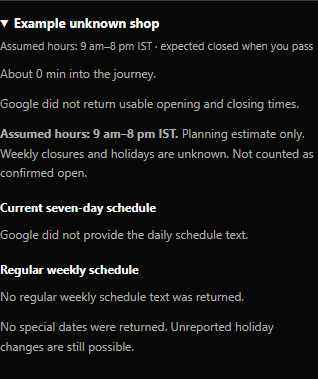 ▼ Example unknown shop
Assumed hours: 9 am–8 pm IST · expected closed when you pass
About 0 min into the journey.
Google did not return usable opening and closing times.
Assumed hours: 9 am–8 pm IST. Planning estimate only.
Weekly closures and holidays are unknown. Not counted as
confirmed open.
Current seven-day schedule
Google did not provide the daily schedule text.
Regular weekly schedule
No regular weekly schedule text was returned.
No special dates were returned. Unreported holiday
changes are still possible.